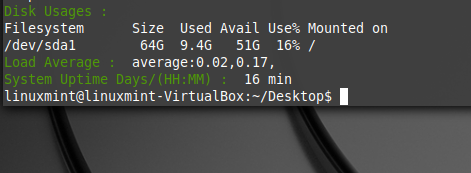 Disk Usages :
Filesystem      Size  Used Avail Use% Mounted on
/dev/sda1        64G  9.4G   51G  16% /
Load Average :  average:0.02,0.17,
System Uptime Days/(HH:MM) :  16 min
linuxmint@linuxmint-VirtualBox:~/Desktop$